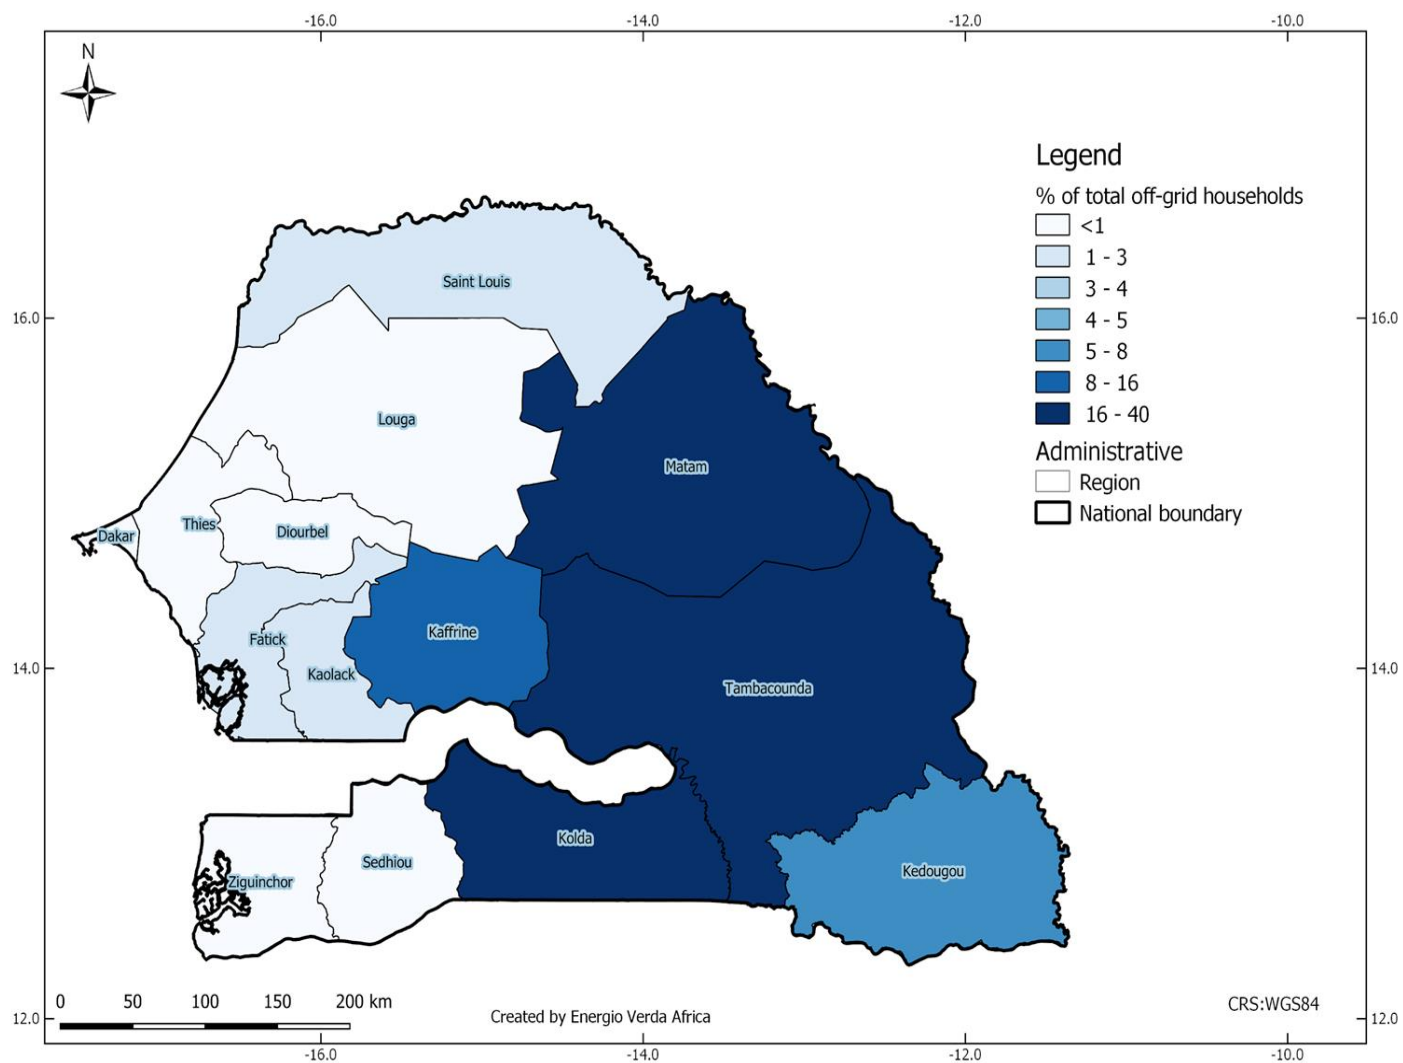 -16.0
-14.0
-12.0
-10.0
N
Legend
% of total off-grid households
<1
1 - 3
3 - 4
4 - 5
5 - 8
8 - 16
16 - 40
Administrative
Region
National boundary
Saint Louis
16.0
16.0
Louga
Matam
Thies
Diourbel
Dakar
Fatick
Kaffrine
Kaolack
14.0
14.0
Tambacounda
Kolda
Sedhiou
Kedougou
Ziguinchor
0 50 100 150 200 km
Created by Energio Verda Africa
CRS:WGS84
12.0
12.0
-16.0
-14.0
-12.0
-10.0